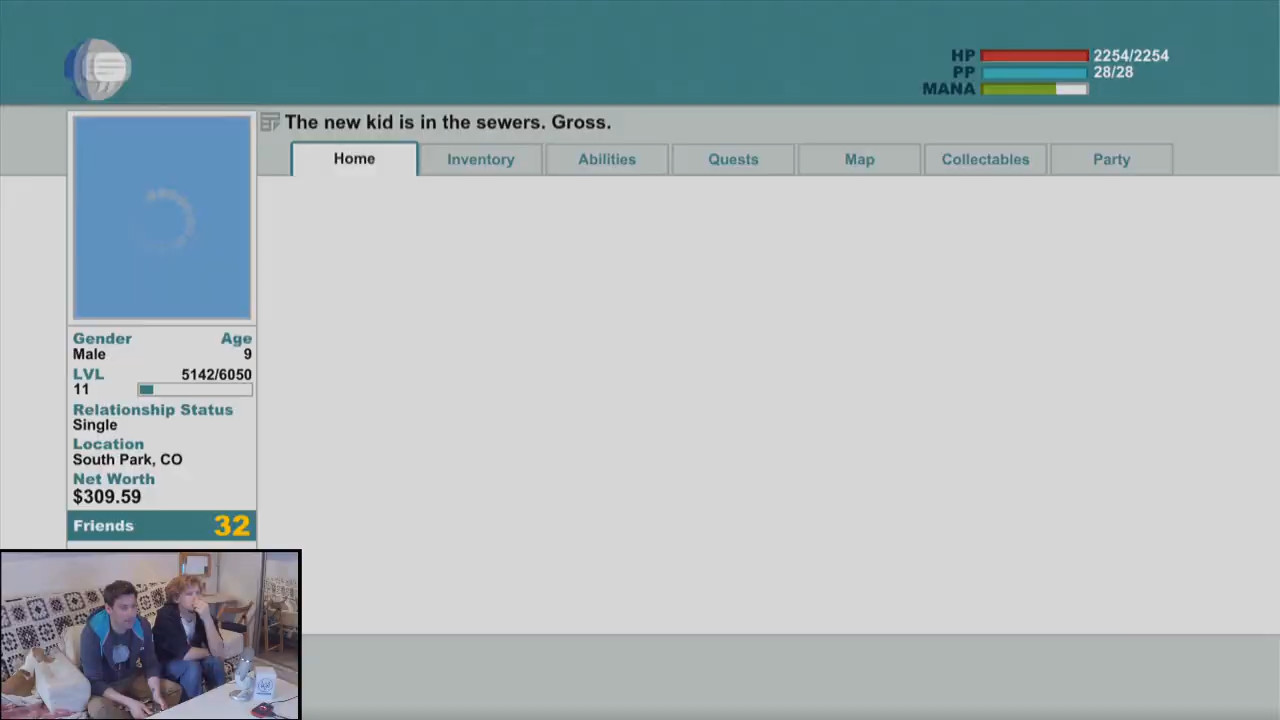 HP 2254/2254
PP 28/28
MANA
The new kid is in the sewers. Gross.
Home Inventory Abilities Quests Map Collectables Party
Gender Age
Male 9
LVL 5142/6050
11
Relationship Status
Single
Location
South Park, CO
Net Worth
$309.59
Friends 32